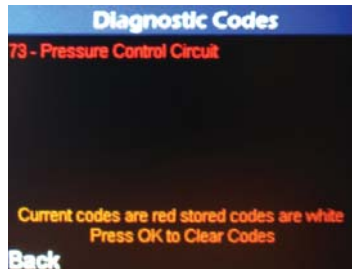 Diagnostic Codes
73 - Pressure Control Circuit
Current codes are red stored codes are white
Press OK to Clear Codes
Back